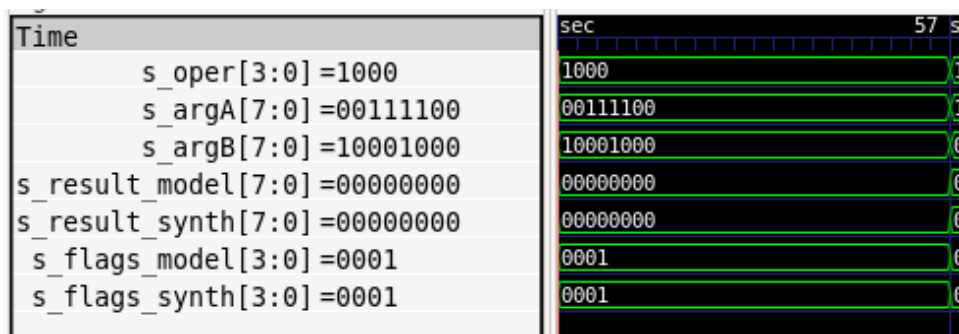 Time
s_oper[3:0]=1000
s_argA[7:0]=00111100
s_argB[7:0]=10001000
s_result_model[7:0]=00000000
s_result_synth[7:0]=00000000
s_flags_model[3:0]=0001
s_flags_synth[3:0]=0001
sec 57 s
1000
00111100
10001000
00000000
00000000
0001
0001